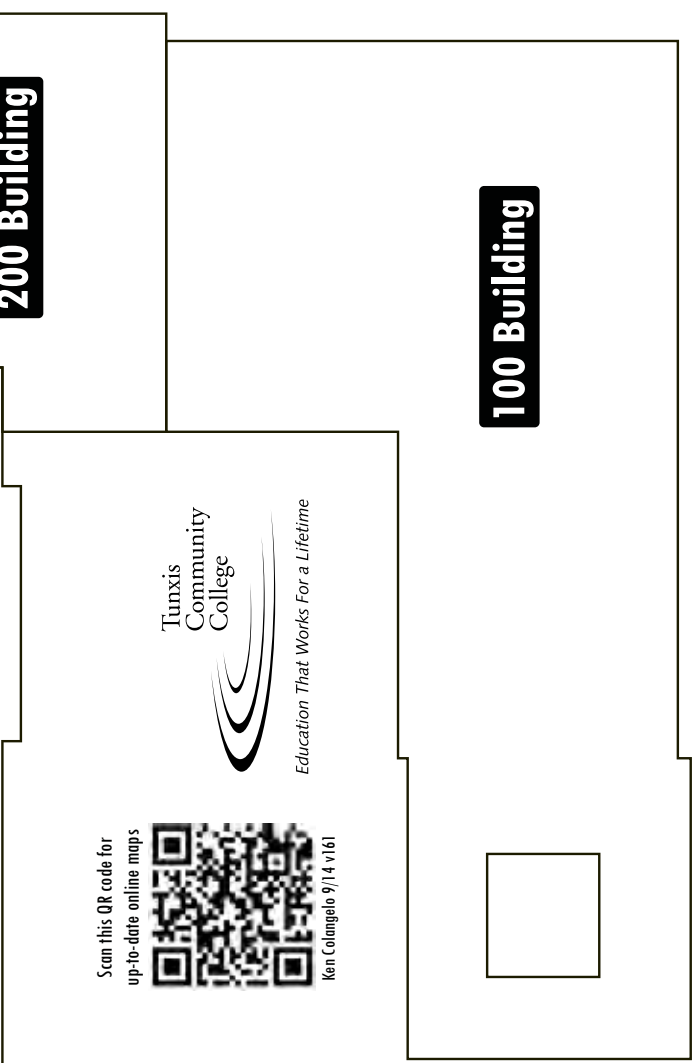 200 Building
100 Building
Tunxis
Community
College
Education That Works For a Lifetime
Scan this QR code for
up-to-date online maps
Ken Colangelo 9/14 v161